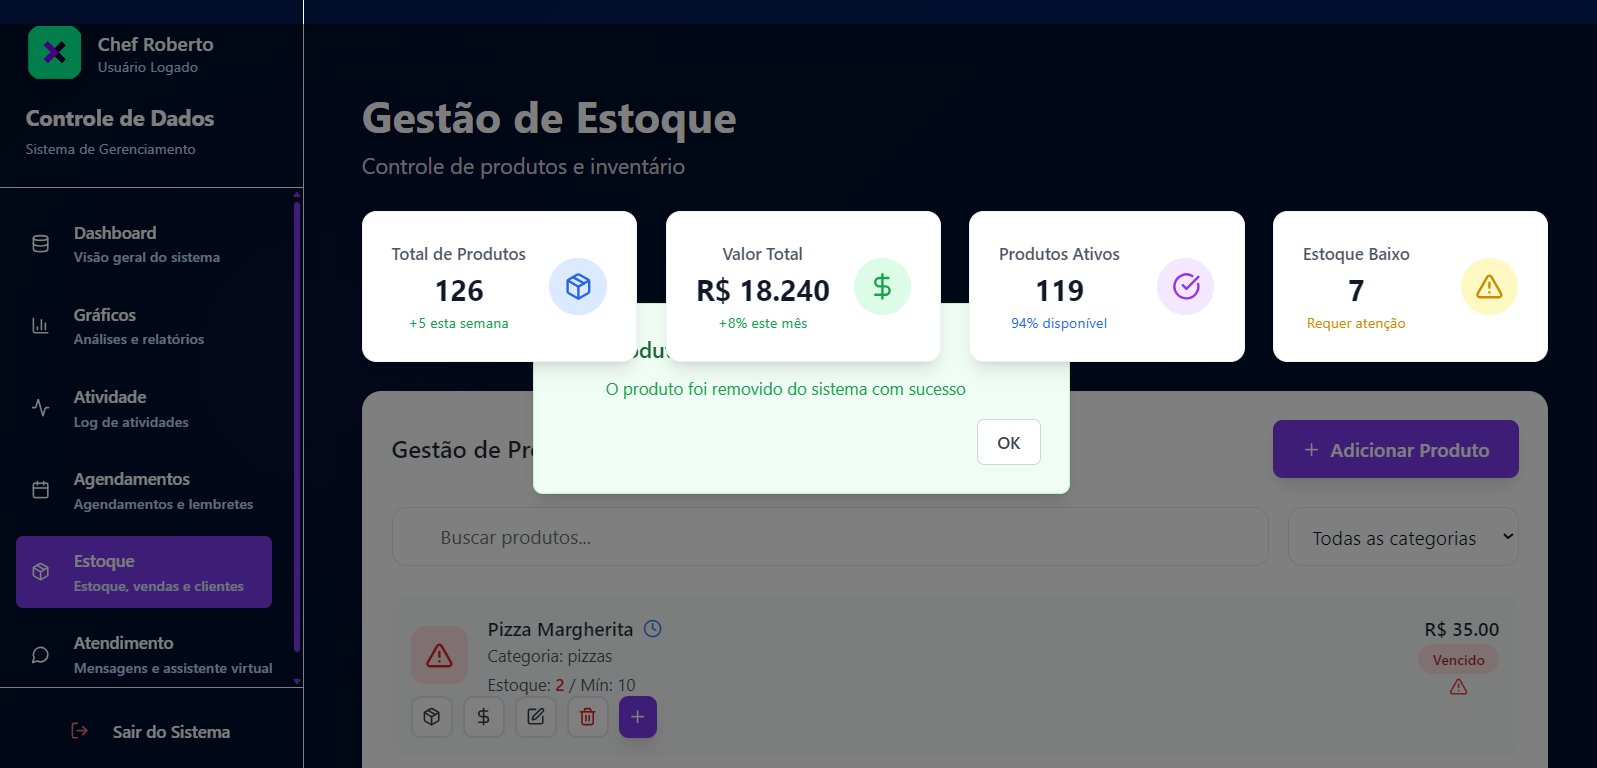 Chef Roberto
Usuário Logado
Controle de Dados
Sistema de Gerenciamento
Dashboard
Visão geral do sistema
Gráficos
Análises e relatórios
Atividade
Log de atividades
Agendamentos
Agendamentos e lembretes
Estoque
Estoque, vendas e clientes
Atendimento
Mensagens e assistente virtual
Sair do Sistema
Gestão de Estoque
Controle de produtos e inventário
Total de Produtos
126
+5 esta semana
Valor Total
R$ 18.240
+8% este mês
Produtos Ativos
119
94% disponível
Estoque Baixo
7
Requer atenção
O produto foi removido do sistema com sucesso
OK
Gestão de
Adicionar Produto
Buscar produtos...
Todas as categorias
Pizza Margherita
R$ 35.00
Categoria: pizzas
Vencido
Estoque: 2 / Mín: 10